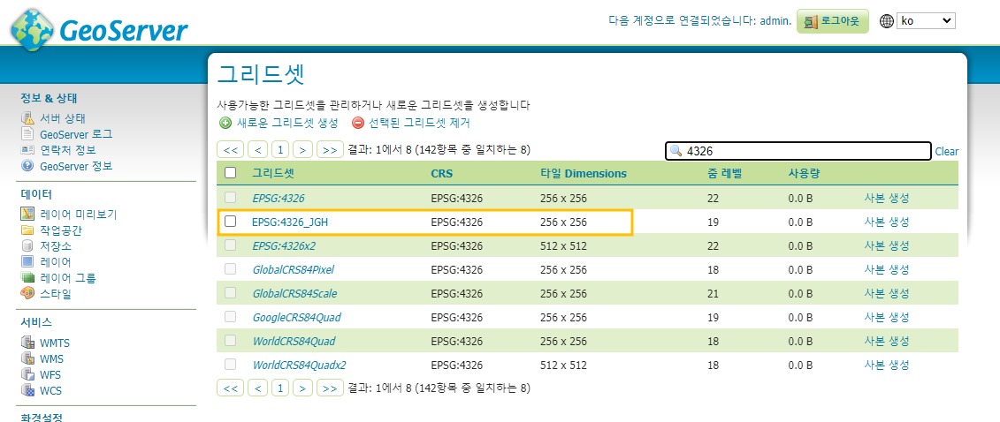 GeoServer
다음 계정으로 연결되었습니다: admin. 로그아웃 ko
정보 & 상태
서버 상태
GeoServer 로그
연락처 정보
GeoServer 정보
데이터
레이어 미리보기
작업공간
저장소
레이어
레이어 그룹
스타일
서비스
WMTS
WMS
WFS
WCS
환경설정
그리드셋
사용가능한 그리드셋을 관리하거나 새로운 그리드셋을 생성합니다
새로운 그리드셋 생성 선택된 그리드셋 제거
<< < 1 > >> 결과: 1에서 8 (142항목 중 일치하는 8) 4326 Clear
그리드셋 CRS 타일 Dimensions 줌 레벨 사용량
EPSG:4326 EPSG:4326 256 x 256 22 0.0 B 사본 생성
EPSG:4326_JGH EPSG:4326 256 x 256 19 0.0 B 사본 생성
EPSG:4326x2 EPSG:4326 512 x 512 22 0.0 B 사본 생성
GlobalCRS84Pixel EPSG:4326 256 x 256 18 0.0 B 사본 생성
GlobalCRS84Scale EPSG:4326 256 x 256 21 0.0 B 사본 생성
GoogleCRS84Quad EPSG:4326 256 x 256 19 0.0 B 사본 생성
WorldCRS84Quad EPSG:4326 256 x 256 18 0.0 B 사본 생성
WorldCRS84Quadx2 EPSG:4326 512 x 512 18 0.0 B 사본 생성
<< < 1 > >> 결과: 1에서 8 (142항목 중 일치하는 8)